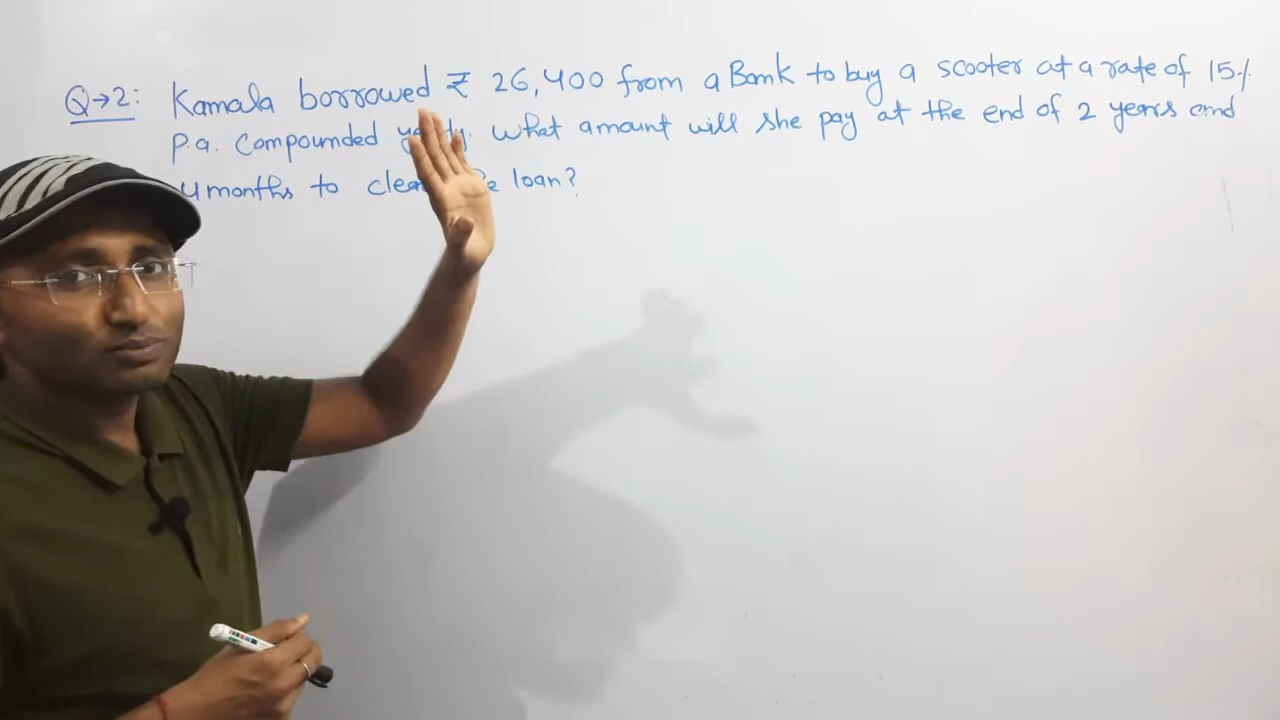 Q→2: Kamala borrowed ₹ 26,400 from a Bank to buy a scooter at a rate of 15%
p.a. compounded what amount will she pay at the end of 2 years and
4 months to loan?